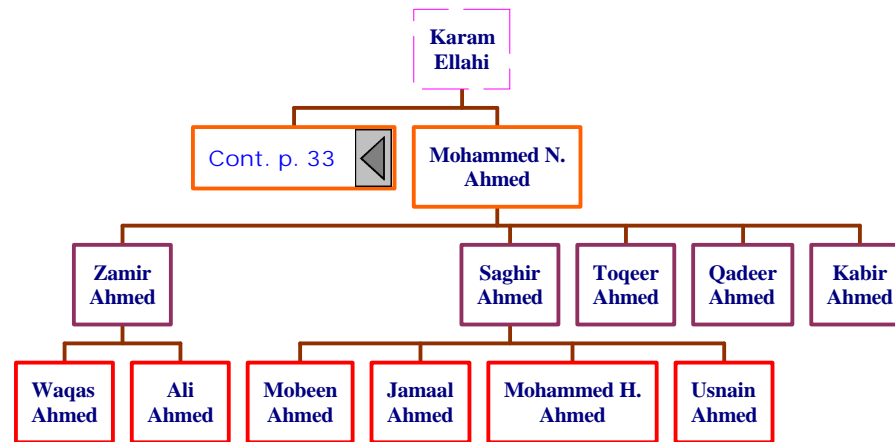 Karam
Ellahi
Cont. p. 33
Mohammed N.
Ahmed
Zamir
Ahmed
Saghir
Ahmed
Toqeer
Ahmed
Qadeer
Ahmed
Kabir
Ahmed
Waqas
Ahmed
Ali
Ahmed
Mobeen
Ahmed
Jamaal
Ahmed
Mohammed H.
Ahmed
Usnain
Ahmed